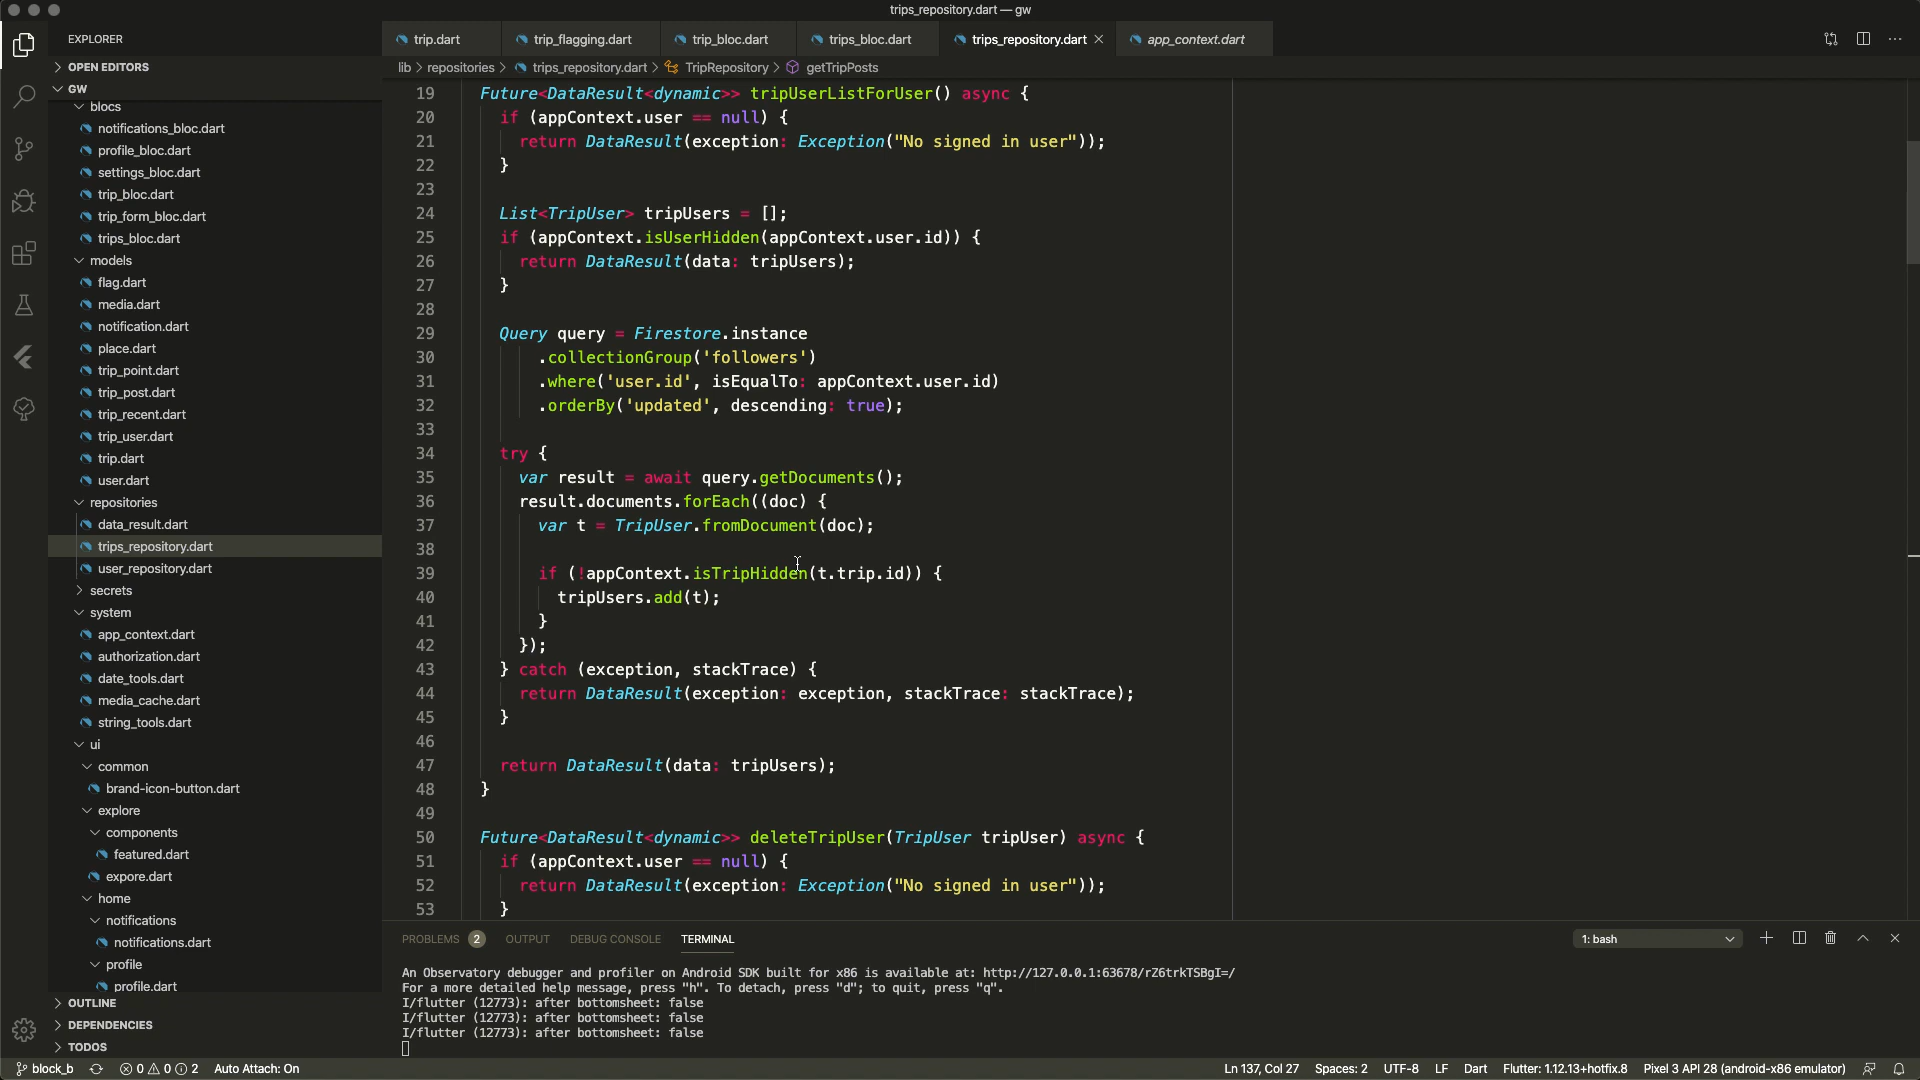 trips_repository.dart — gw
EXPLORER
OPEN EDITORS
GW
blocs
notifications_bloc.dart
profile_bloc.dart
settings_bloc.dart
trip_bloc.dart
trip_form_bloc.dart
trips_bloc.dart
models
flag.dart
media.dart
notification.dart
place.dart
trip_point.dart
trip_post.dart
trip_recent.dart
trip_user.dart
trip.dart
user.dart
repositories
data_result.dart
trips_repository.dart
user_repository.dart
secrets
system
app_context.dart
authorization.dart
date_tools.dart
media_cache.dart
string_tools.dart
ui
common
brand-icon-button.dart
explore
components
featured.dart
expore.dart
home
notifications
notifications.dart
profile
profile.dart
OUTLINE
DEPENDENCIES
TODOS
trip.dart trip_flagging.dart trip_bloc.dart trips_bloc.dart trips_repository.dart app_context.dart
lib > repositories > trips_repository.dart > TripRepository > getTripPosts
19 Future<DataResult<dynamic>> tripUserListForUser() async {
20 if (appContext.user == null) {
21 return DataResult(exception: Exception("No signed in user"));
22 }
23
24 List<TripUser> tripUsers = [];
25 if (appContext.isUserHidden(appContext.user.id)) {
26 return DataResult(data: tripUsers);
27 }
28
29 Query query = Firestore.instance
30 .collectionGroup('followers')
31 .where('user.id', isEqualTo: appContext.user.id)
32 .orderBy('updated', descending: true);
33
34 try {
35 var result = await query.getDocuments();
36 result.documents.forEach((doc) {
37 var t = TripUser.fromDocument(doc);
38
39 if (!appContext.isTripHidden(t.trip.id)) {
40 tripUsers.add(t);
41 }
42 });
43 } catch (exception, stackTrace) {
44 return DataResult(exception: exception, stackTrace: stackTrace);
45 }
46
47 return DataResult(data: tripUsers);
48 }
49
50 Future<DataResult<dynamic>> deleteTripUser(TripUser tripUser) async {
51 if (appContext.user == null) {
52 return DataResult(exception: Exception("No signed in user"));
53 }
PROBLEMS 2 OUTPUT DEBUG CONSOLE TERMINAL 1: bash
An Observatory debugger and profiler on Android SDK built for x86 is available at: http://127.0.0.1:63678/rZ6trkTSBgI=/
For a more detailed help message, press "h". To detach, press "d"; to quit, press "q".
I/flutter (12773): after bottomsheet: false
I/flutter (12773): after bottomsheet: false
I/flutter (12773): after bottomsheet: false
block_b 0 0 2 Auto Attach: On Ln 137, Col 27 Spaces: 2 UTF-8 LF Dart Flutter: 1.12.13+hotfix.8 Pixel 3 API 28 (android-x86 emulator)